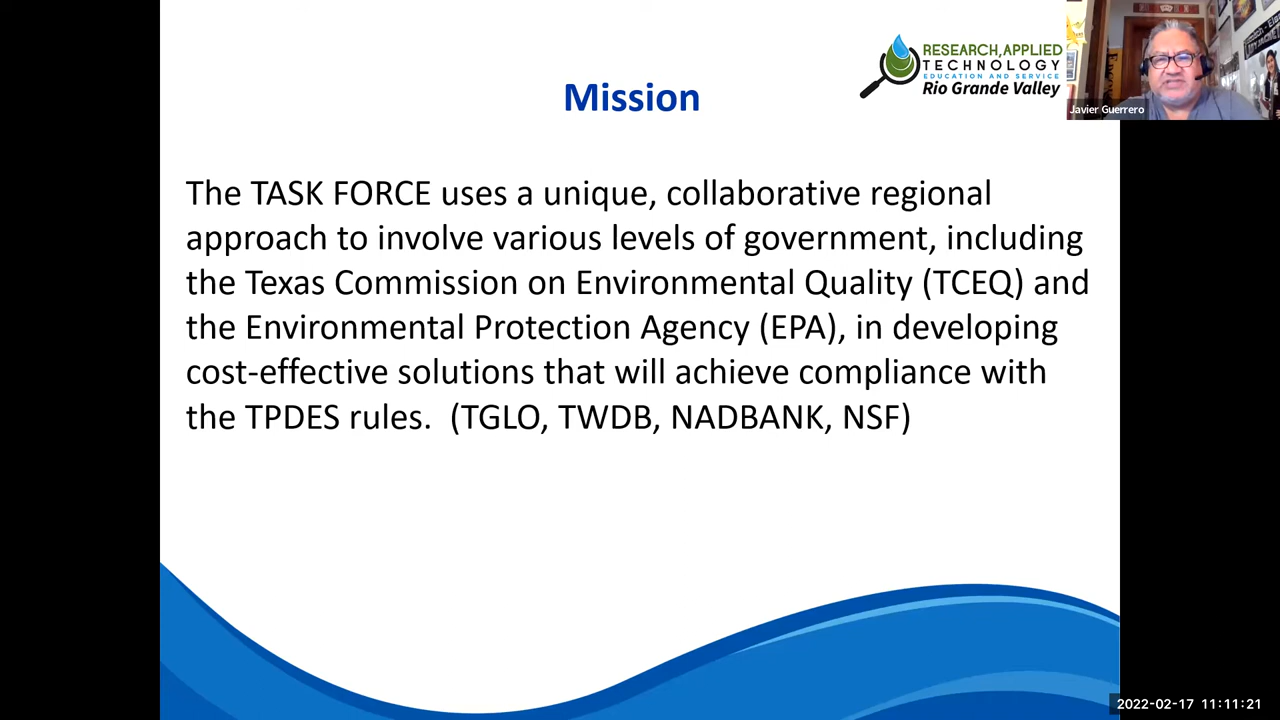 RESEARCH, APPLIED
TECHNOLOGY
EDUCATION AND SERVICE
Rio Grande Valley
Javier Guerrero
Mission
The TASK FORCE uses a unique, collaborative regional
approach to involve various levels of government, including
the Texas Commission on Environmental Quality (TCEQ) and
the Environmental Protection Agency (EPA), in developing
cost-effective solutions that will achieve compliance with
the TPDES rules.  (TGLO, TWDB, NADBANK, NSF)
2022-02-17 11:11:21